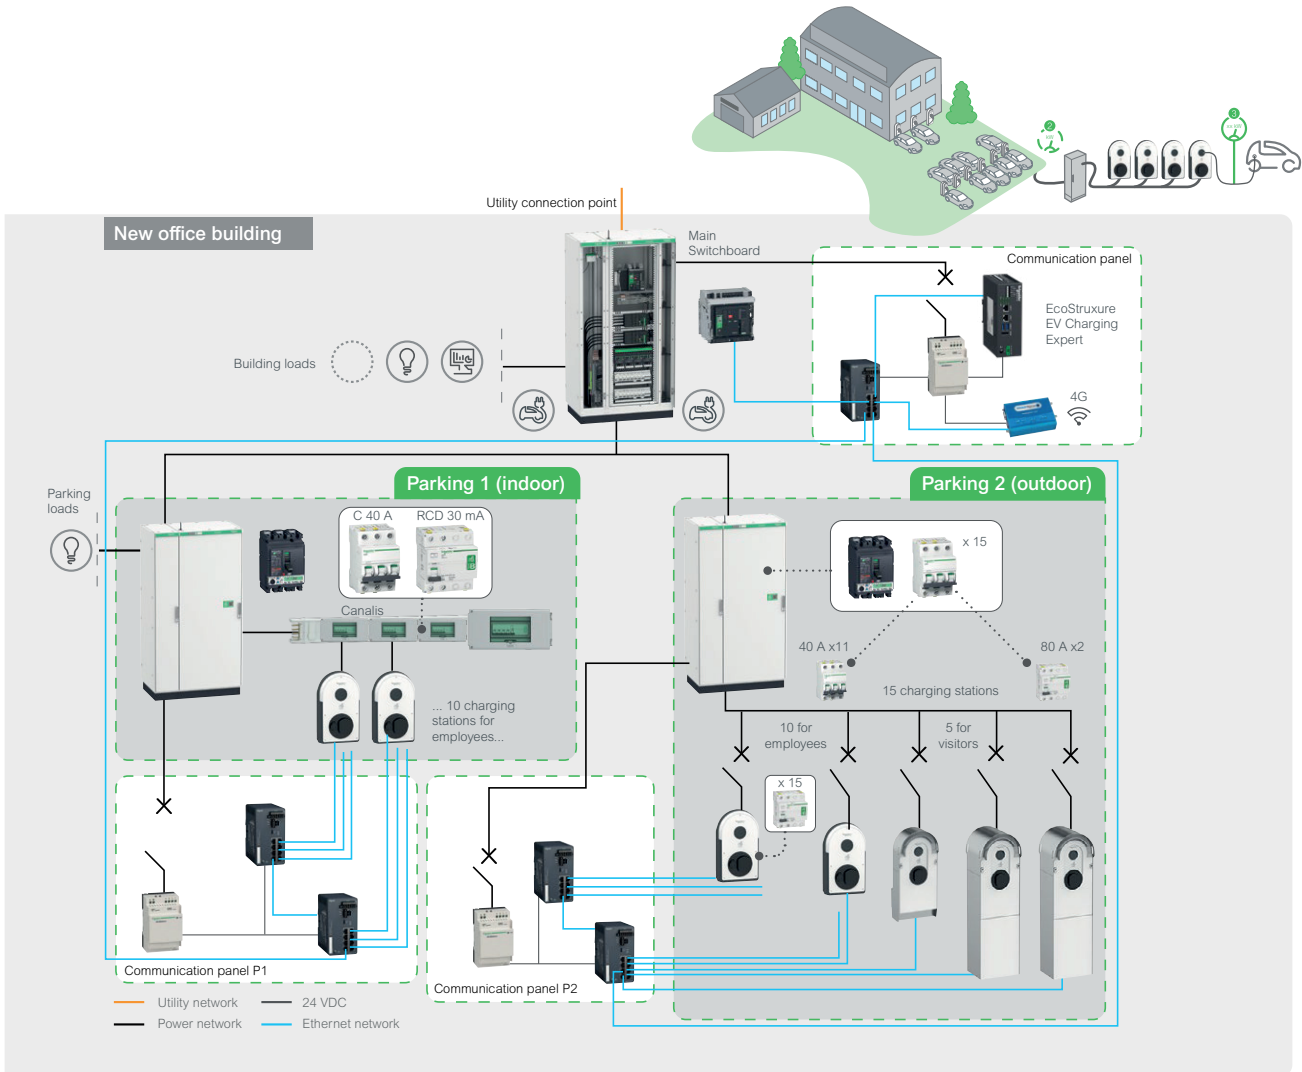 2
3
Utility connection point
New office building
Main
Switchboard
Communication panel
EcoStruxure
EV Charging
Expert
Building loads
4G
Parking 1 (indoor)
Parking 2 (outdoor)
Parking
loads
C 40 A
RCD 30 mA
x 15
Canalis
40 A x11
80 A x2
15 charging stations
... 10 charging
stations for
employees...
10 for
employees
5 for
visitors
x 15
Communication panel P1
Communication panel P2
Utility network
24 VDC
Power network
Ethernet network